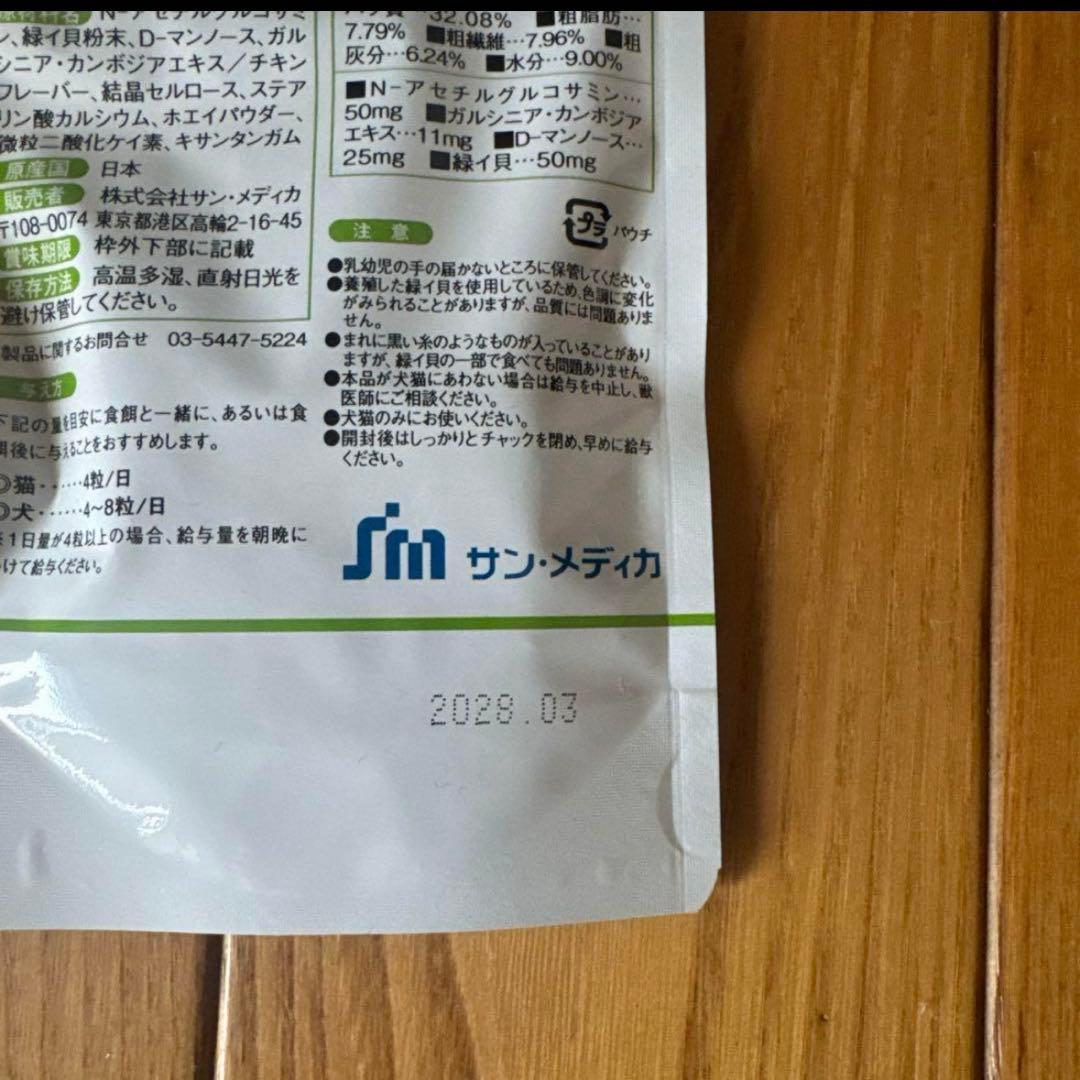 原材料名 N-アセチルグルコサミ
ン、緑イ貝粉末、D-マンノース、ガル
シニア・カンボジアエキス／チキン
フレーバー、結晶セルロース、ステア
リン酸カルシウム、ホエイパウダー、
微粒二酸化ケイ素、キサンタンガム
原産国 日本
販売者 株式会社サン・メディカ
〒108-0074 東京都港区高輪2-16-45
賞味期限 枠外下部に記載
保存方法 高温多湿、直射日光を
避け保管してください。
製品に関するお問合せ 03-5447-5224
与え方
下記の量を目安に食餌と一緒に、あるいは食
期後に与えることをおすすめします。
◎猫‥‥‥4粒/日
◎犬‥‥‥4~8粒/日
※1日量が4粒以上の場合、給与量を朝晩に
わけて給与ください。
32.08% ■粗脂肪…
7.79% ■粗繊維…7.96% ■粗
灰分…6.24% ■水分…9.00%
■N-アセチルグルコサミン…
50mg ■ガルシニア・カンボジア
エキス…11mg ■D-マンノース…
25mg ■緑イ貝…50mg
注意
プラ パウチ
●乳幼児の手の届かないところに保管してください。
●養殖した緑イ貝を使用しているため、色調に変化
がみられることがありますが、品質には問題ありま
せん。
●まれに黒い糸のようなものが入っていることがあり
ますが、緑イ貝の一部で食べても問題ありません。
●本品が犬猫にあわない場合は給与を中止し、獣
医師にご相談ください。
●犬猫のみにお使いください。
●開封後はしっかりとチャックを閉め、早めに給与
ください。
Sm サン・メディカ
2028.03